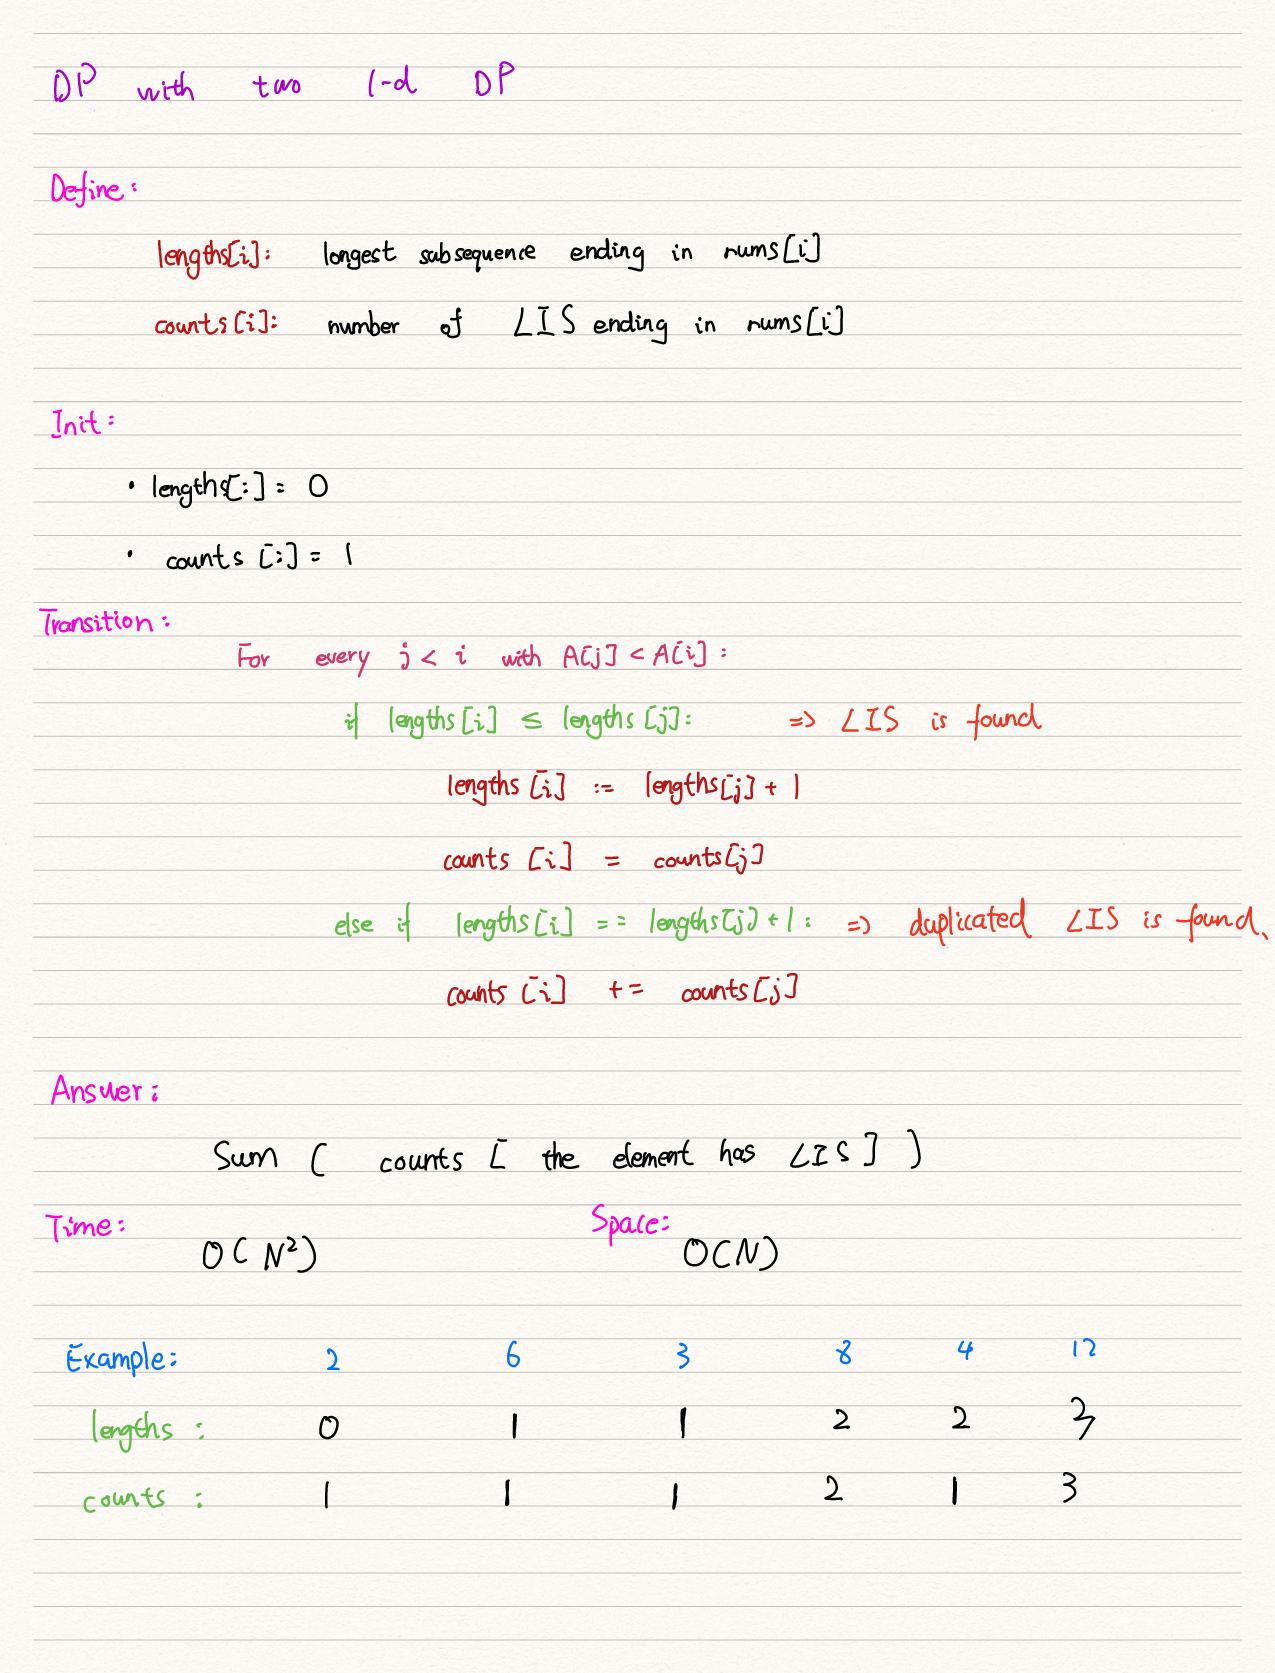 DP with two 1-d DP
Define:
lengths[i]: longest subsequence ending in nums[i]
counts[i]: number of LIS ending in nums[i]
Init:
• lengths[:] = 0
• counts [:] = 1
Transition:
For every j < i with A[j] < A[i]:
if lengths[i] ≤ lengths[j]: => LIS is found
lengths [i] := lengths[j] + 1
counts [i] = counts[j]
else if lengths[i] == lengths[j] + 1: => duplicated LIS is found.
counts [i] += counts[j]
Answer:
Sum ( counts [ the element has LIS ] )
Time: O(N²) Space: O(N)
Example: 2 6 3 8 4 12
lengths : 0 1 1 2 2 3
counts : 1 1 1 2 1 3